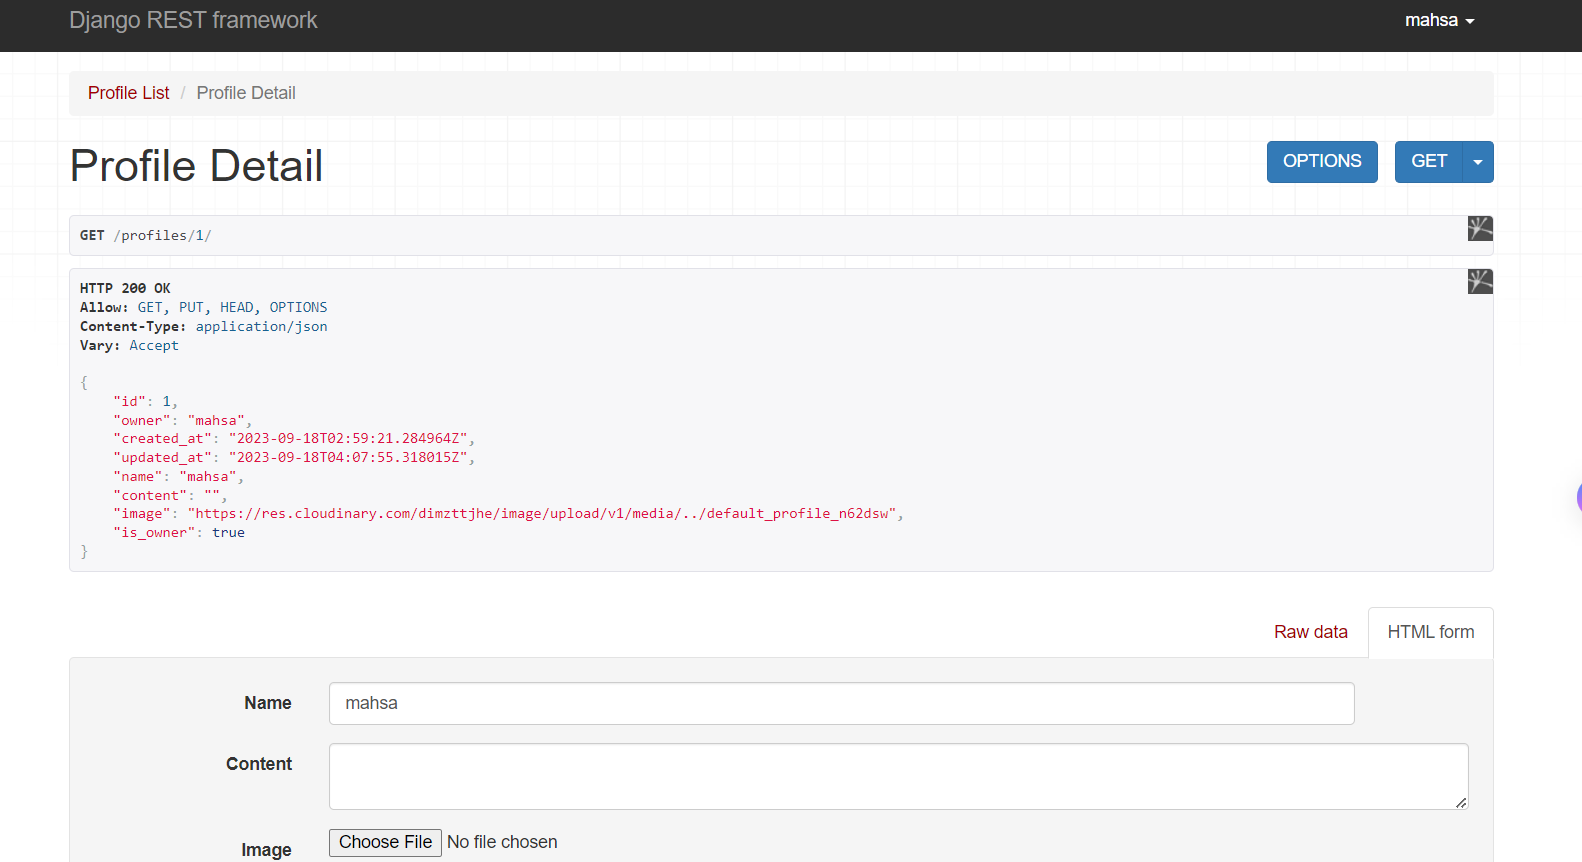 Django REST framework
mahsa
Profile List / Profile Detail
Profile Detail
OPTIONS
GET
GET /profiles/1/
HTTP 200 OK
Allow: GET, PUT, HEAD, OPTIONS
Content-Type: application/json
Vary: Accept
{
"id": 1,
"owner": "mahsa",
"created_at": "2023-09-18T02:59:21.284964Z",
"updated_at": "2023-09-18T04:07:55.318015Z",
"name": "mahsa",
"content": "",
"image": "https://res.cloudinary.com/dimzttjhe/image/upload/v1/media/../default_profile_n62dsw",
"is_owner": true
}
Raw data
HTML form
Name
mahsa
Content
Image
Choose File No file chosen